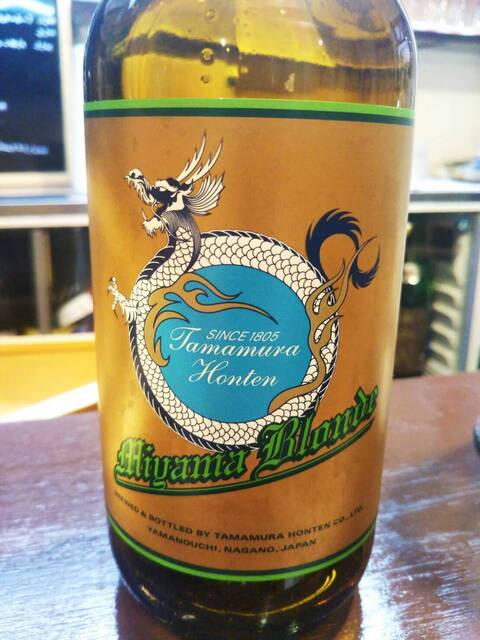 SINCE 1805
Tamamura
Honten
Miyama Blonde
BREWED & BOTTLED BY TAMAMURA HONTEN CO., LTD.
YAMANOUCHI, NAGANO, JAPAN